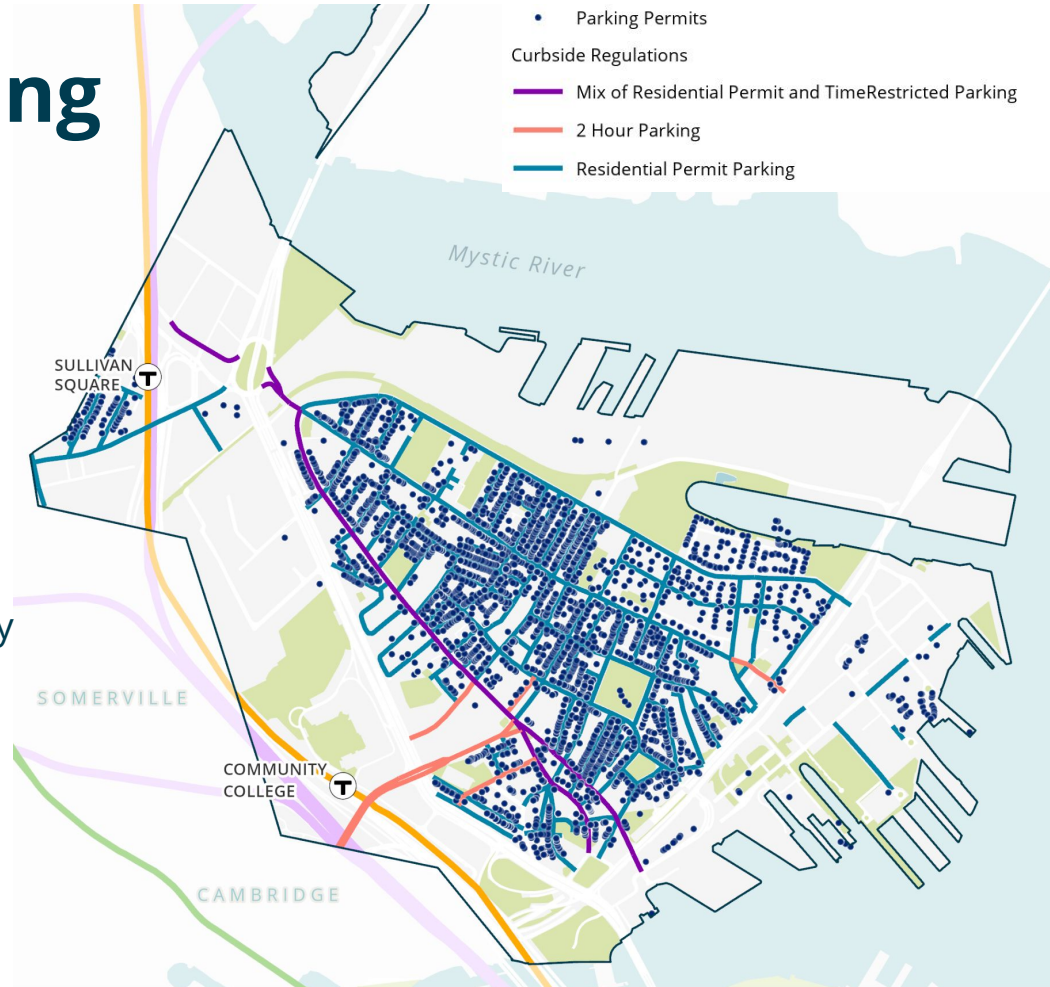 ng
y
Parking Permits
Curbside Regulations
Mix of Residential Permit and TimeRestricted Parking
2 Hour Parking
Residential Permit Parking
Mystic River
SULLIVAN
SQUARE
T
SOMERVILLE
COMMUNITY
COLLEGE
T
CAMBRIDGE